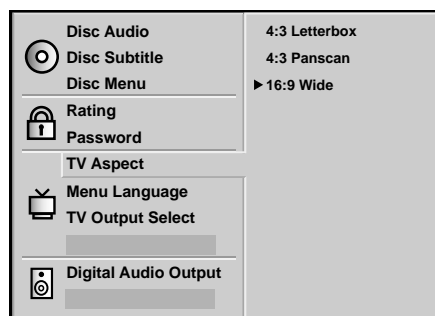 Disc Audio
Disc Subtitle
Disc Menu
Rating
Password
TV Aspect
Menu Language
TV Output Select
Digital Audio Output
4:3 Letterbox
4:3 Panscan
16:9 Wide